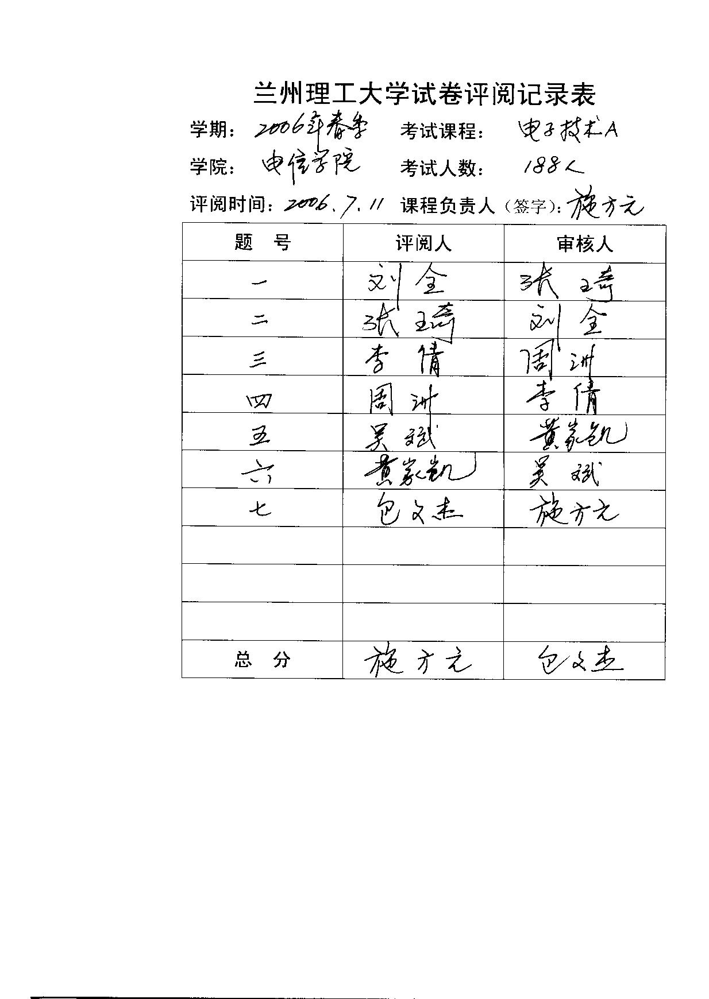 兰州理工大学试卷评阅记录表
学期： 2006年春季 考试课程： 电子技术A
学院： 电信学院 考试人数： 188人
评阅时间：2006.7.11 课程负责人（签字）：施方元
题 号 评阅人 审核人
一 刘全 张琦
二 张琦 刘全
三 李倩 周洲
四 周洲 李倩
五 吴斌 黄家凯
六 黄家凯 吴斌
七 包文杰 施方元
总 分 施方元 包文杰